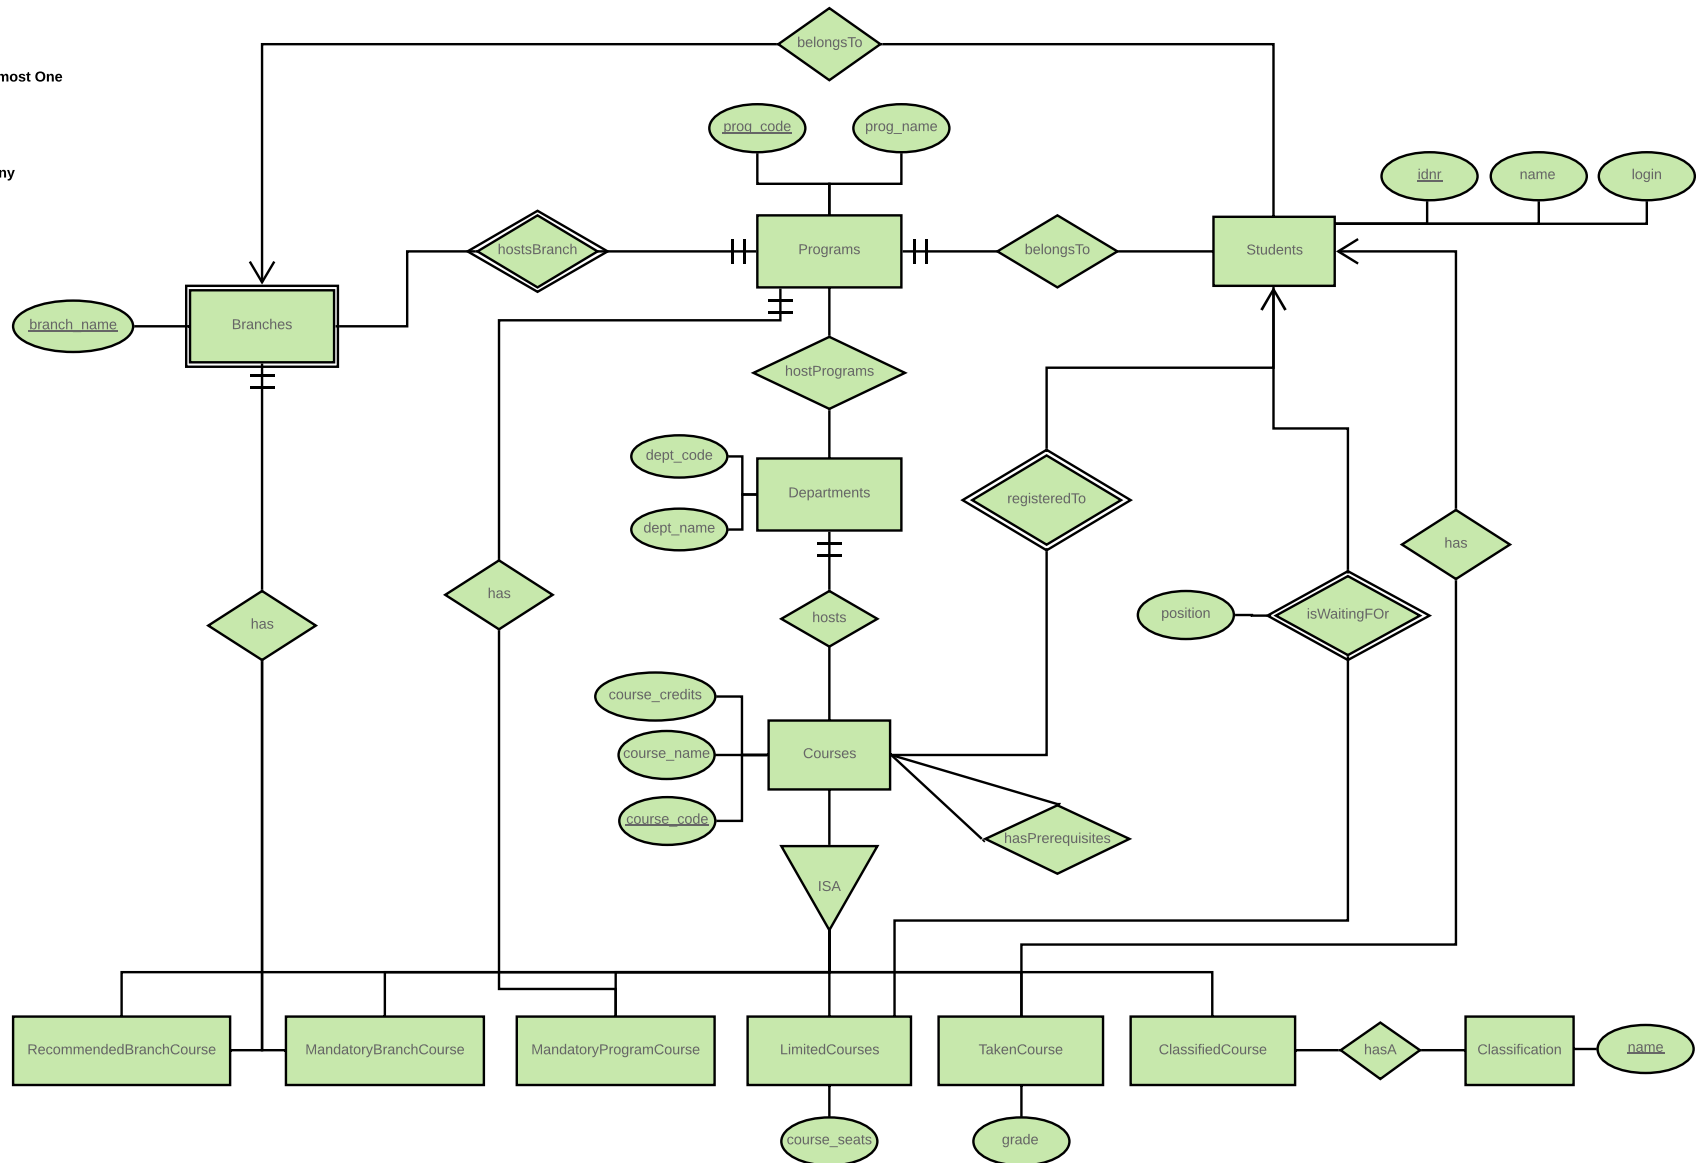 belongsTo
most One
prog_code
prog_name
ny
idnr
name
login
hostsBranch
Programs
belongsTo
Students
branch_name
Branches
hostPrograms
dept_code
Departments
dept_name
registeredTo
has
has
has
hosts
position
isWaitingFOr
course_credits
course_name
Courses
course_code
hasPrerequisites
ISA
RecommendedBranchCourse
MandatoryBranchCourse
MandatoryProgramCourse
LimitedCourses
TakenCourse
ClassifiedCourse
hasA
Classification
name
course_seats
grade